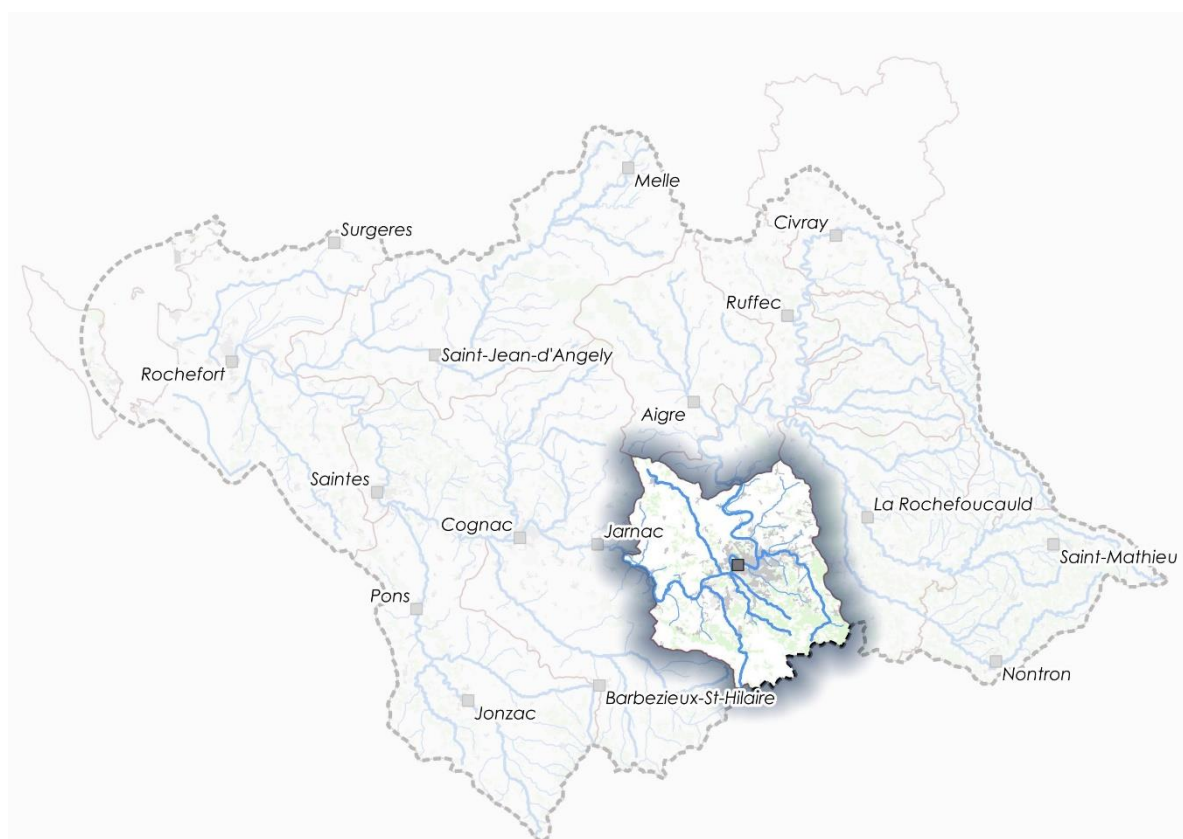 Melle
Surgeres
Civray
Ruffec
Saint-Jean-d'Angely
Rochefort
Aigre
Saintes
La Rochefoucauld
Cognac
Jarnac
Saint-Mathieu
Pons
Nontron
Barbezieux-St-Hilaire
Jonzac